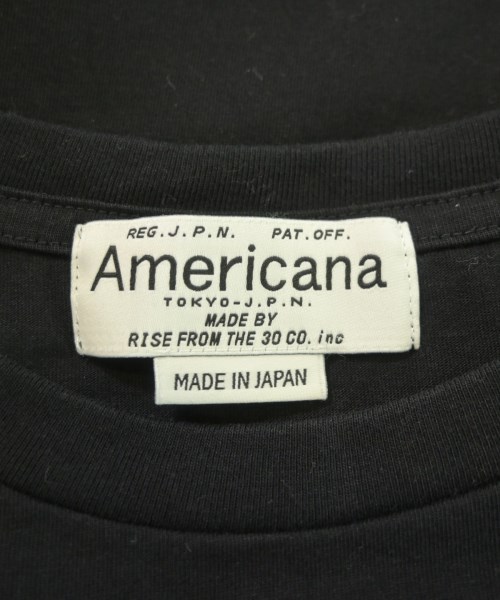 REG. J. P. N. PAT. OFF.
Americana
TOKYO-J.P.N.
MADE BY
RISE FROM THE 30 CO. inc
MADE IN JAPAN